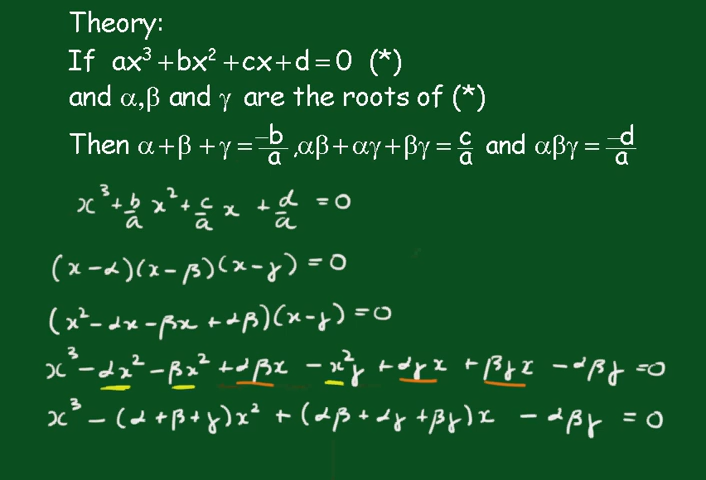 Theory:
If ax³+bx²+cx+d=0 (*)
and α,β and γ are the roots of (*)
Then α+β+γ=-b/a,αβ+αγ+βγ=c/a and αβγ=-d/a
x³+b/a x²+c/a x+d/a=0
(x-α)(x-β)(x-γ)=0
(x²-αx-βx+αβ)(x-γ)=0
x³-αx²-βx²+αβx-x²γ+αγx+βγx-αβγ=0
x³-(α+β+γ)x²+(αβ+αγ+βγ)x-αβγ=0